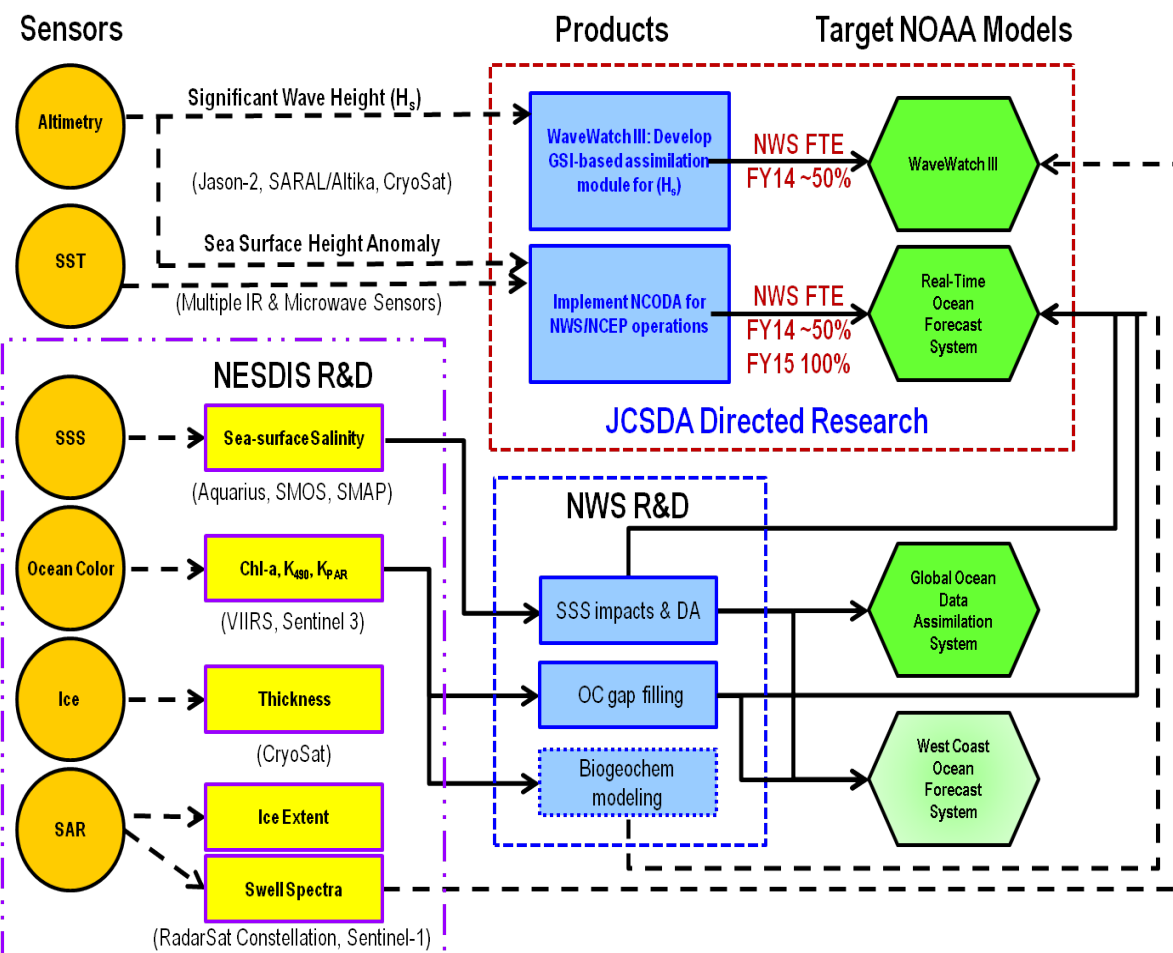 Sensors
Products
Target NOAA Models
Altimetry
Significant Wave Height (Hs)
(Jason-2, SARAL/Altika, CryoSat)
WaveWatch III: Develop
GSI-based assimilation
module for (Hs)
NWS FTE
FY14 ~50%
WaveWatch III
SST
Sea Surface Height Anomaly
(Multiple IR & Microwave Sensors)
Implement NCODA for
NWS/NCEP operations
NWS FTE
FY14 ~50%
FY15 100%
Real-Time
Ocean
Forecast
System
JCSDA Directed Research
NESDIS R&D
SSS
Sea-surface Salinity
(Aquarius, SMOS, SMAP)
NWS R&D
Ocean Color
Chl-a, K490, KPAR
(VIIRS, Sentinel 3)
SSS impacts & DA
Global Ocean
Data
Assimilation
System
Ice
Thickness
(CryoSat)
OC gap filling
Biogeochem
modeling
West Coast
Ocean
Forecast
System
SAR
Ice Extent
Swell Spectra
(RadarSat Constellation, Sentinel-1)